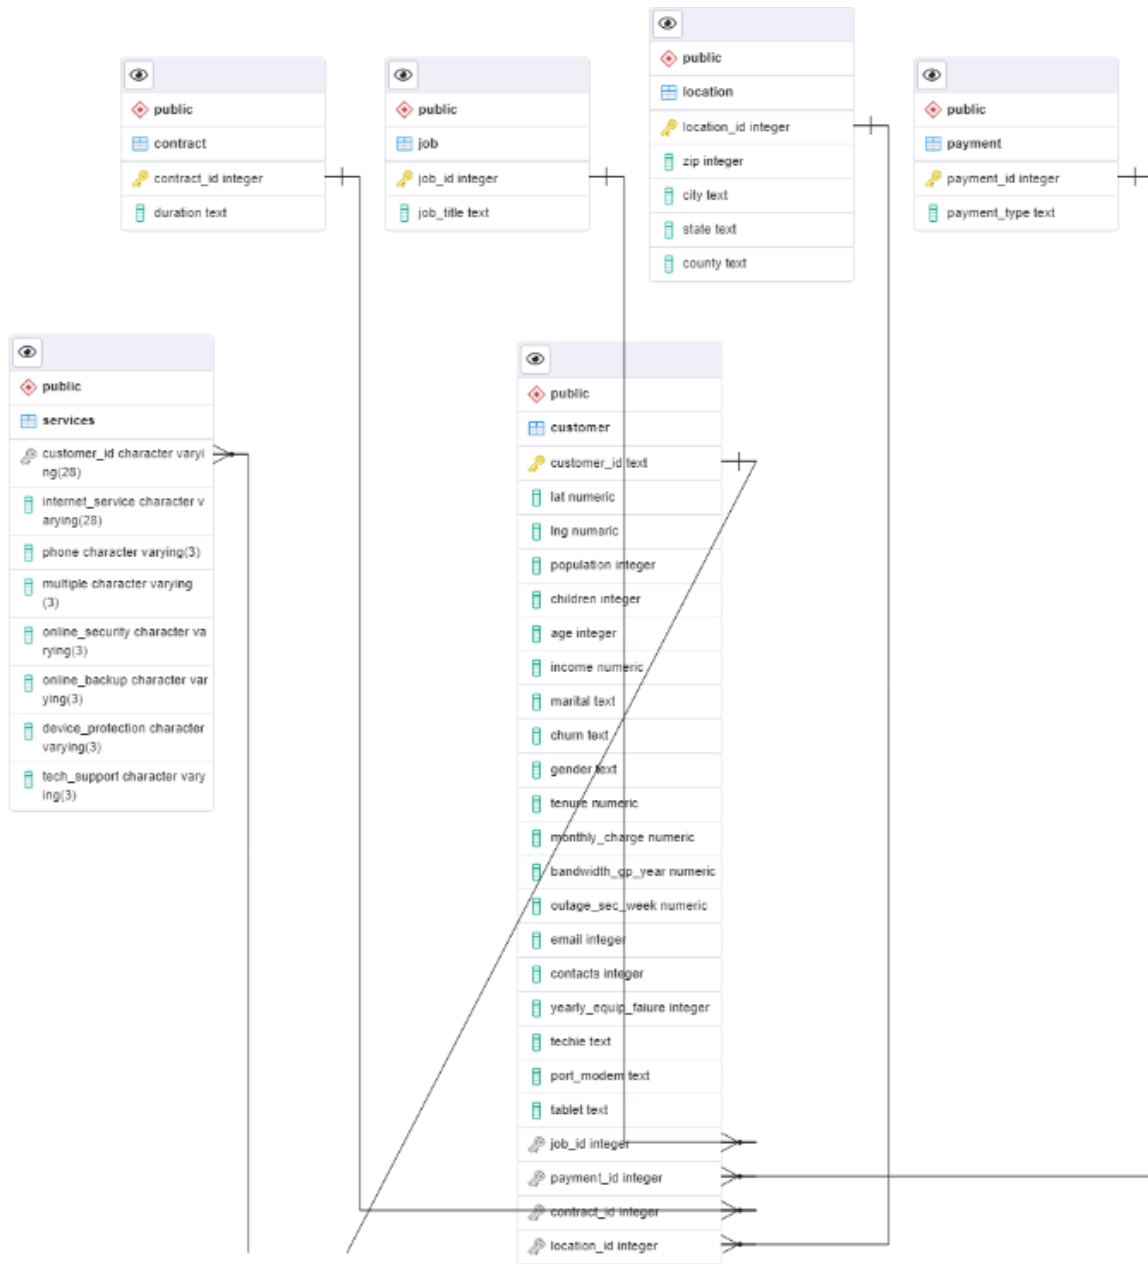 public
contract
contract_id integer
duration text
public
job
job_id integer
job_title text
public
location
location_id integer
zip integer
city text
state text
county text
public
payment
payment_id integer
payment_type text
public
services
customer_id character varyi
ng(28)
internet_service character v
arying(28)
phone character varying(3)
multiple character varying
(3)
online_security character va
rying(3)
online_backup character var
ying(3)
device_protection character
varying(3)
tech_support character vary
ing(3)
public
customer
customer_id text
lat numeric
lng numeric
population integer
children integer
age integer
income numeric
marital text
churn text
gender text
tenure numeric
monthly_charge numeric
bandwidth_gp_year numeric
outage_sec_week numeric
email integer
contacts integer
yearly_equip_faiure integer
techie text
port_modem text
tablet text
job_id integer
payment_id integer
contract_id integer
location_id integer